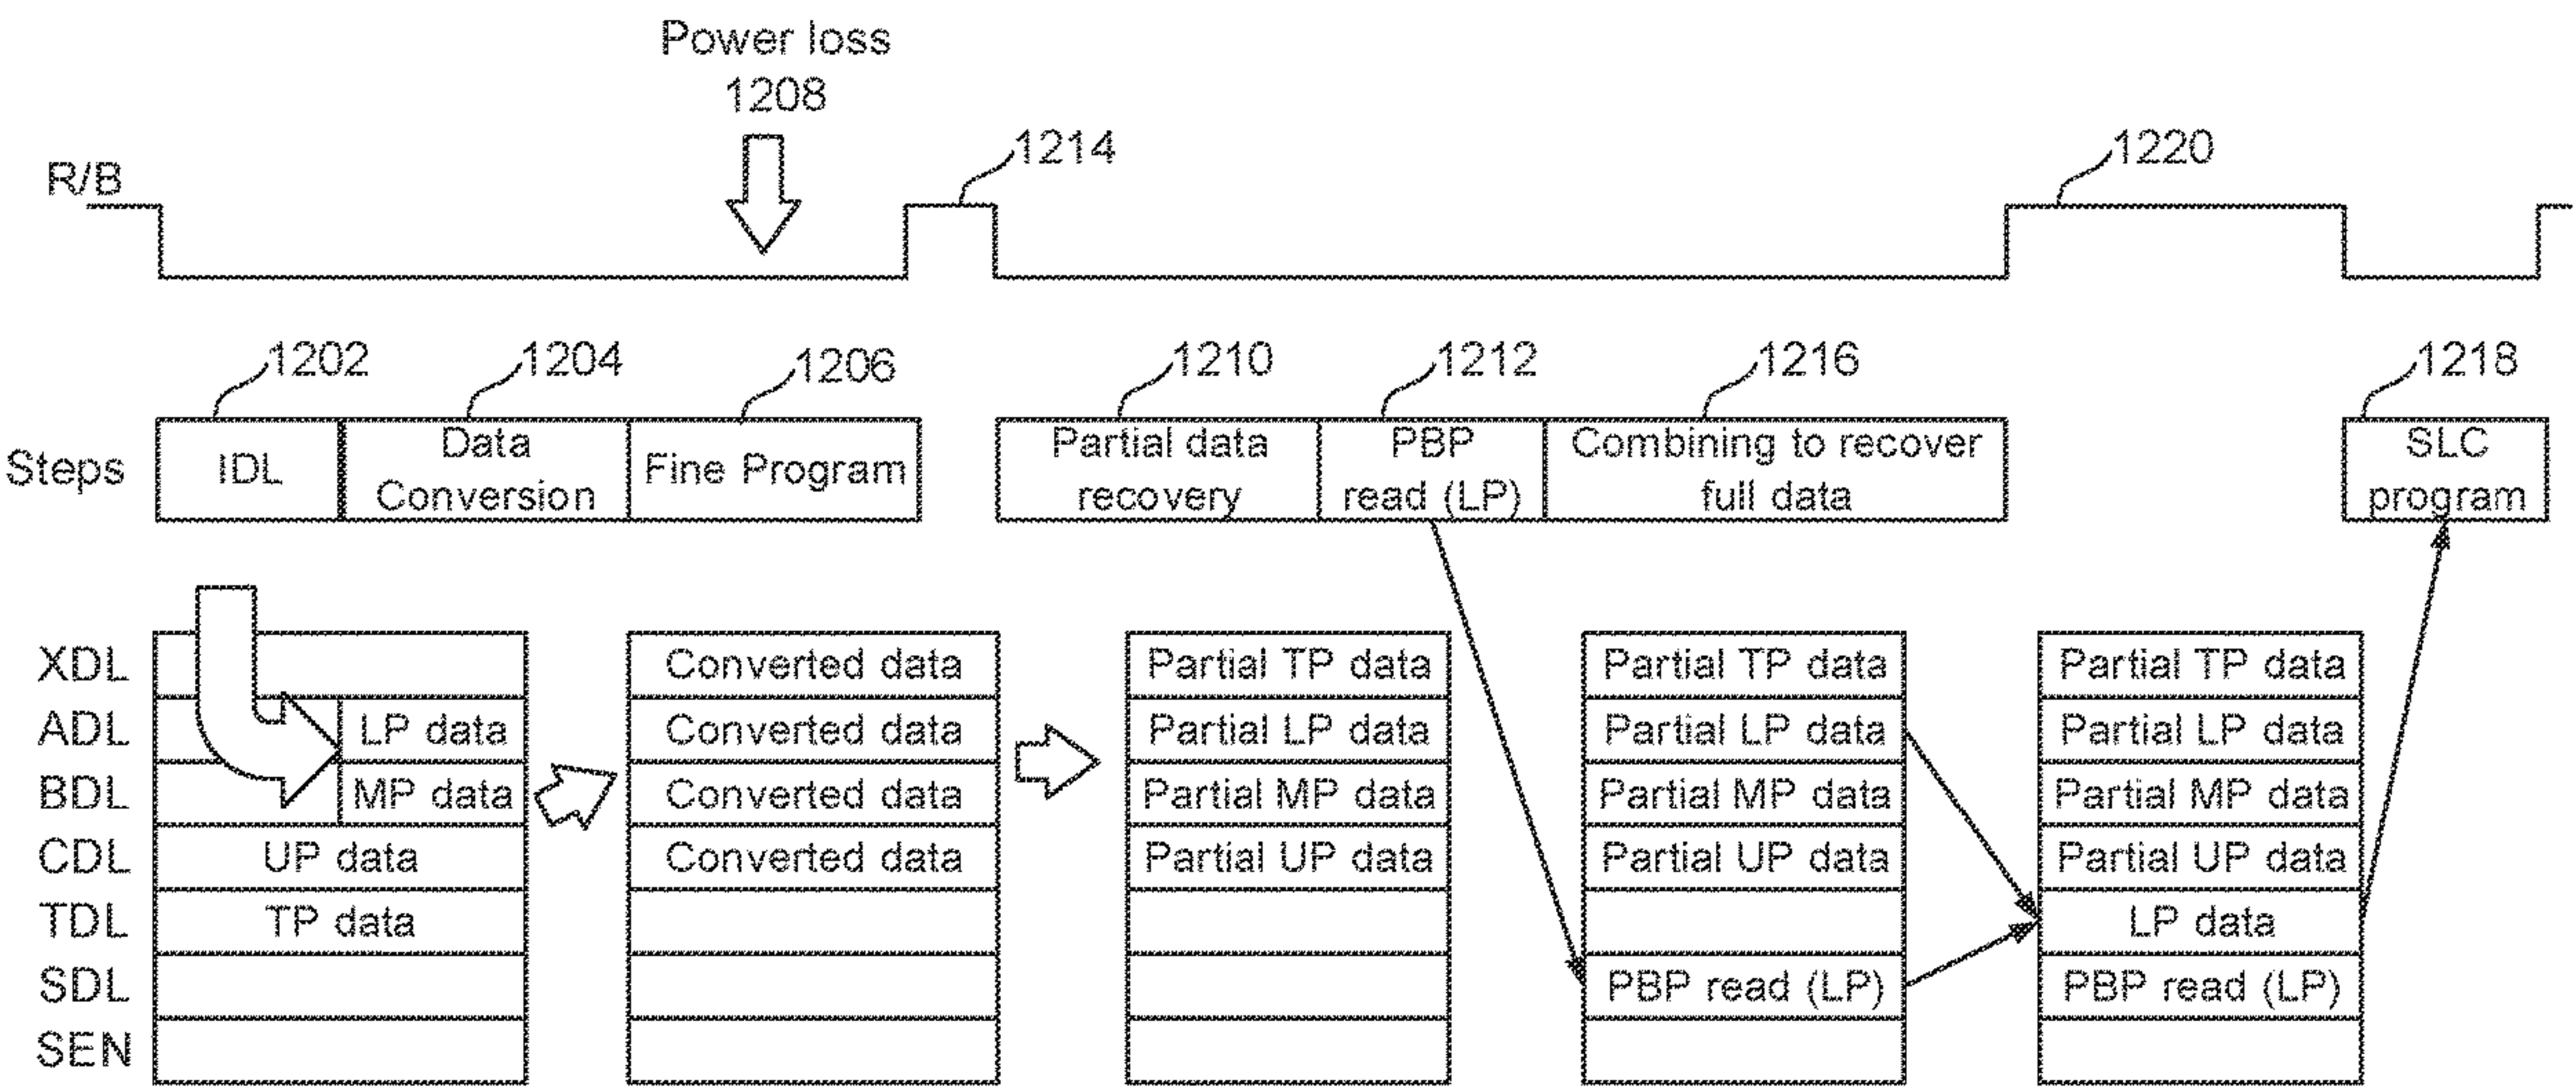 Power loss
1208
1214
1220
R/B
1202
1204
1206
1210
1212
1216
1218
Steps
IDL
Data
Conversion
Fine Program
Partial data
recovery
PBP
read (LP)
Combining to recover
full data
SLC
program
XDL
Converted data
Partial TP data
Partial TP data
Partial TP data
ADL
LP data
Converted data
Partial LP data
Partial LP data
Partial LP data
BDL
MP data
Converted data
Partial MP data
Partial MP data
Partial MP data
CDL
UP data
Converted data
Partial UP data
Partial UP data
Partial UP data
TDL
TP data
LP data
SDL
PBP read (LP)
PBP read (LP)
SEN